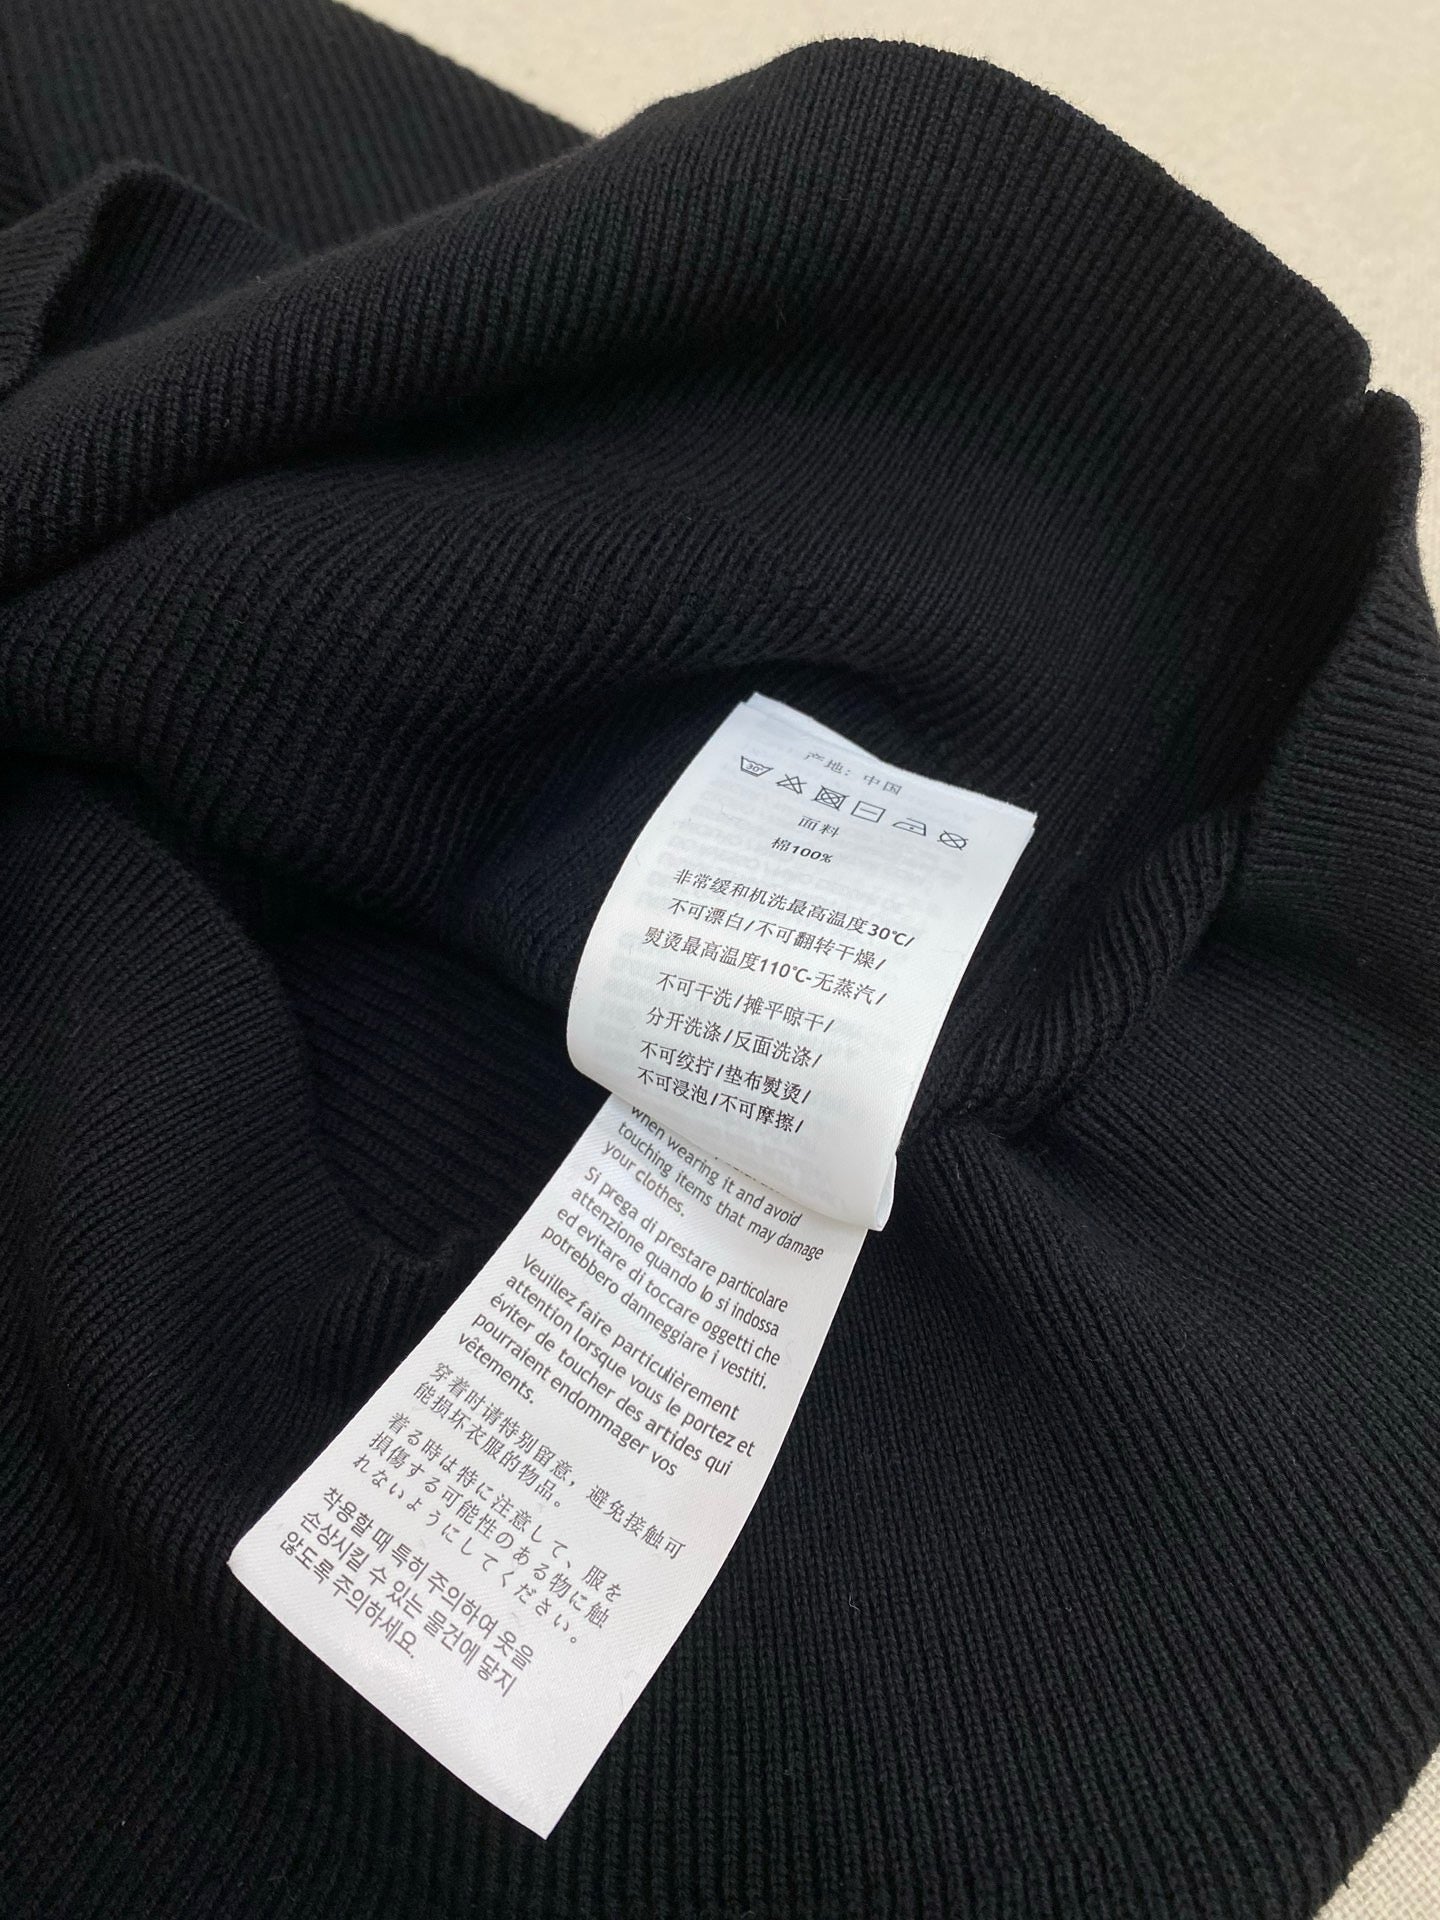 产地: 中国
30°
面料
棉100%
非常缓和机洗最高温度30℃/
不可漂白/不可翻转干燥/
熨烫最高温度110℃-无蒸汽/
不可干洗/摊平晾干/
分开洗涤/反面洗涤/
不可绞拧/垫布熨烫/
不可浸泡/不可摩擦/
when wearing it and avoid
touching items that may damage
your clothes.
Si prega di prestare particolare
attenzione quando lo si indossa
ed evitare di toccare oggetti che
potrebbero danneggiare i vestiti.
Veuillez faire particulièrement
attention lorsque vous le portez et
éviter de toucher des articles qui
pourraient endommager vos
vêtements.
穿着时请特别留意，避免接触可
能损坏衣服的物品。
着る時は特に注意して、服を
損傷する可能性のある物に触
れないようにしてください。
착용할 때 특히 주의하여 옷을
손상시킬 수 있는 물건에 닿지
않도록 주의하세요.